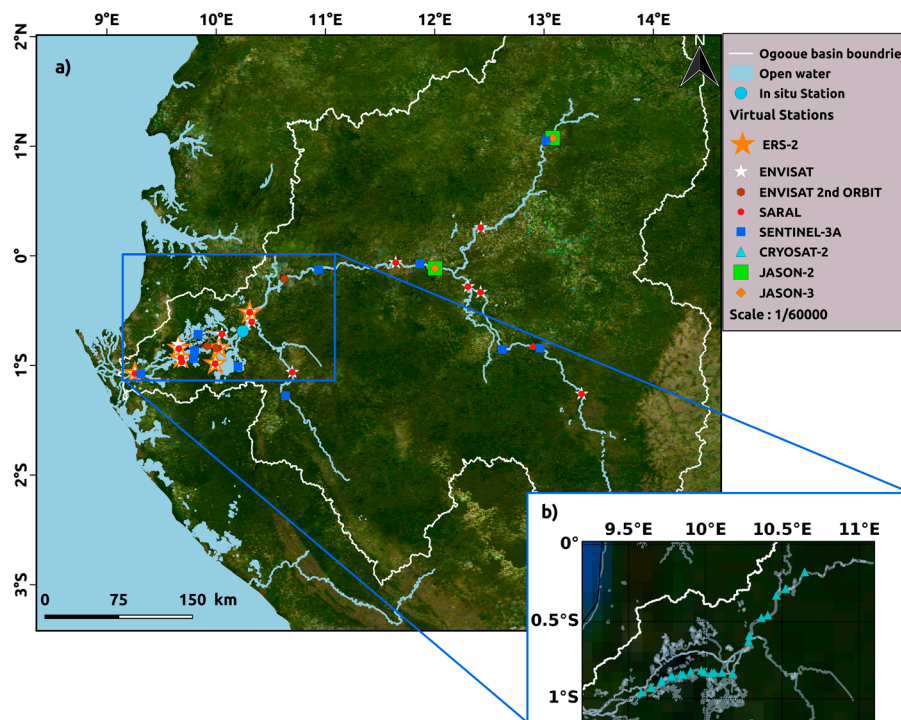 9°E 10°E 11°E 12°E 13°E 14°E
2°N
a)
N
1°N
0°
1°S
2°S
3°S
0 75 150 km
Ogooue basin boundries
Open water
In situ Station
Virtual Stations
ERS-2
ENVISAT
ENVISAT 2nd ORBIT
SARAL
SENTINEL-3A
CRYOSAT-2
JASON-2
JASON-3
Scale : 1/60000
b)
9.5°E 10°E 10.5°E 11°E
0°
0.5°S
1°S